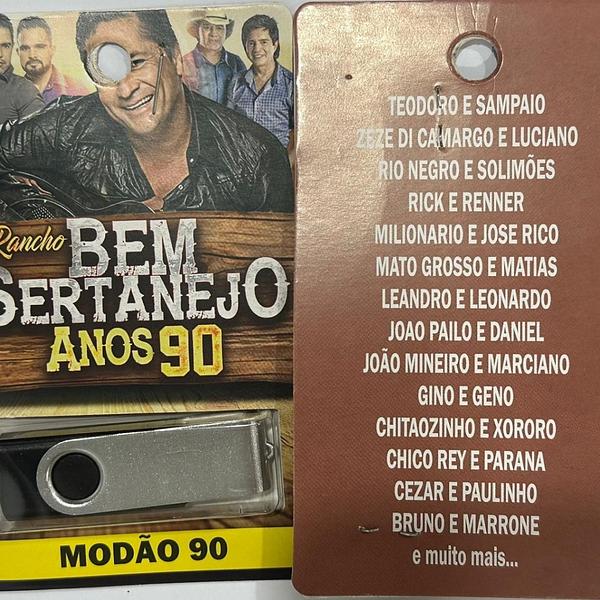 Rancho
BEM
SERTANEJO
ANOS 90
MODÃO 90
TEODORO E SAMPAIO
ZEZE DI CAMARGO E LUCIANO
RIO NEGRO E SOLIMÕES
RICK E RENNER
MILIONARIO E JOSE RICO
MATO GROSSO E MATIAS
LEANDRO E LEONARDO
JOAO PAILO E DANIEL
JOÃO MINEIRO E MARCIANO
GINO E GENO
CHITAOZINHO E XORORO
CHICO REY E PARANA
CEZAR E PAULINHO
BRUNO E MARRONE
e muito mais...